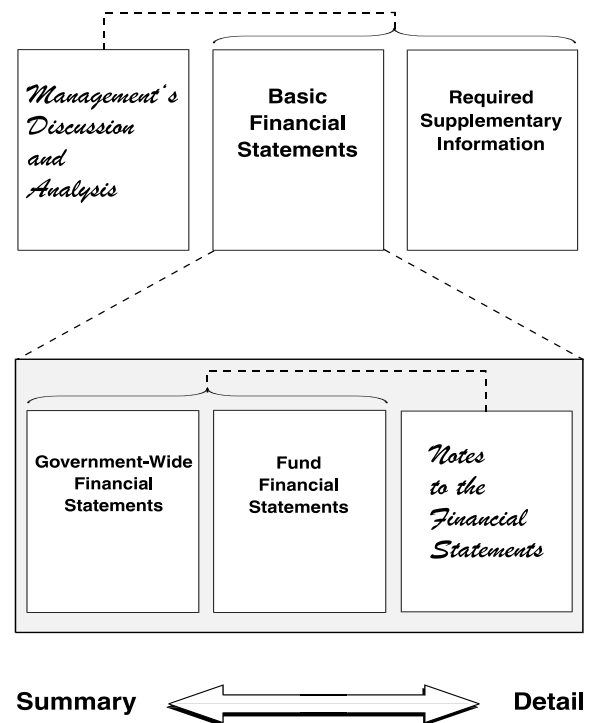 Management's
Discussion
and
Analysis
Basic
Financial
Statements
Required
Supplementary
Information
Government-Wide
Financial
Statements
Fund
Financial
Statements
Notes
to the
Financial
Statements
Summary
Detail